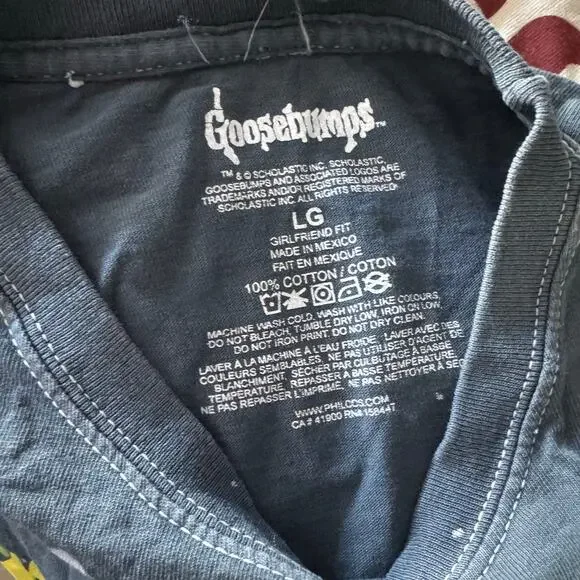 Goosebumps™
™ & © SCHOLASTIC INC. SCHOLASTIC,
GOOSEBUMPS AND ASSOCIATED LOGOS ARE
TRADEMARKS AND/OR REGISTERED MARKS OF
SCHOLASTIC INC. ALL RIGHTS RESERVED.
LG
GIRLFRIEND FIT
MADE IN MEXICO
FAIT EN MEXIQUE
100% COTTON / COTON
MACHINE WASH COLD. WASH WITH LIKE COLOURS,
DO NOT BLEACH, TUMBLE DRY LOW, IRON ON LOW,
DO NOT IRON PRINT. DO NOT DRY CLEAN.
LAVER A LA MACHINE A L'EAU FROIDE. LAVER AVEC DES
COULEURS SEMBLABLES. NE PAS UTILISER D'AGENT DE
BLANCHIMENT. SÉCHER PAR CULBUTAGE À BASSE
TEMPÉRATURE, REPASSER A BASSE TEMPÉRATURE.
NE PAS REPASSER L'IMPRIME. NE PAS NETTOYER À SEC
WWW.PHILCOS.COM
CA # 41900 RN# 158447